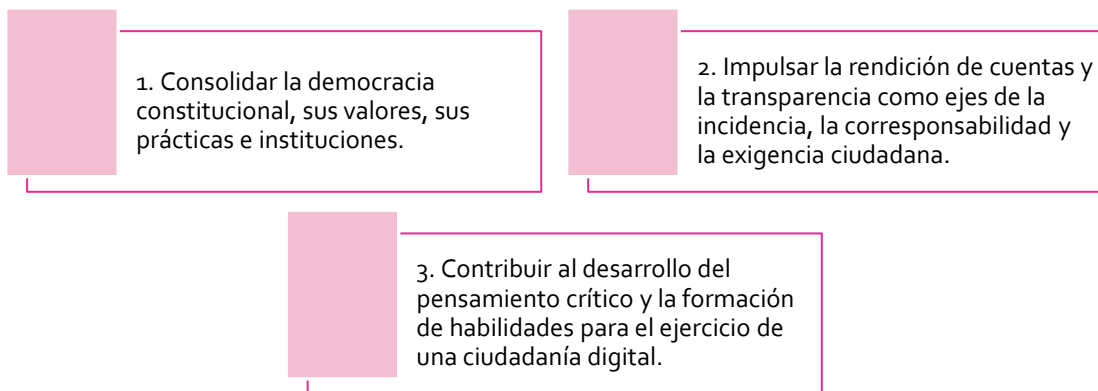 1. Consolidar la democracia
constitucional, sus valores, sus
prácticas e instituciones.
2. Impulsar la rendición de cuentas y
la transparencia como ejes de la
incidencia, la corresponsabilidad y
la exigencia ciudadana.
3. Contribuir al desarrollo del
pensamiento crítico y la formación
de habilidades para el ejercicio de
una ciudadanía digital.